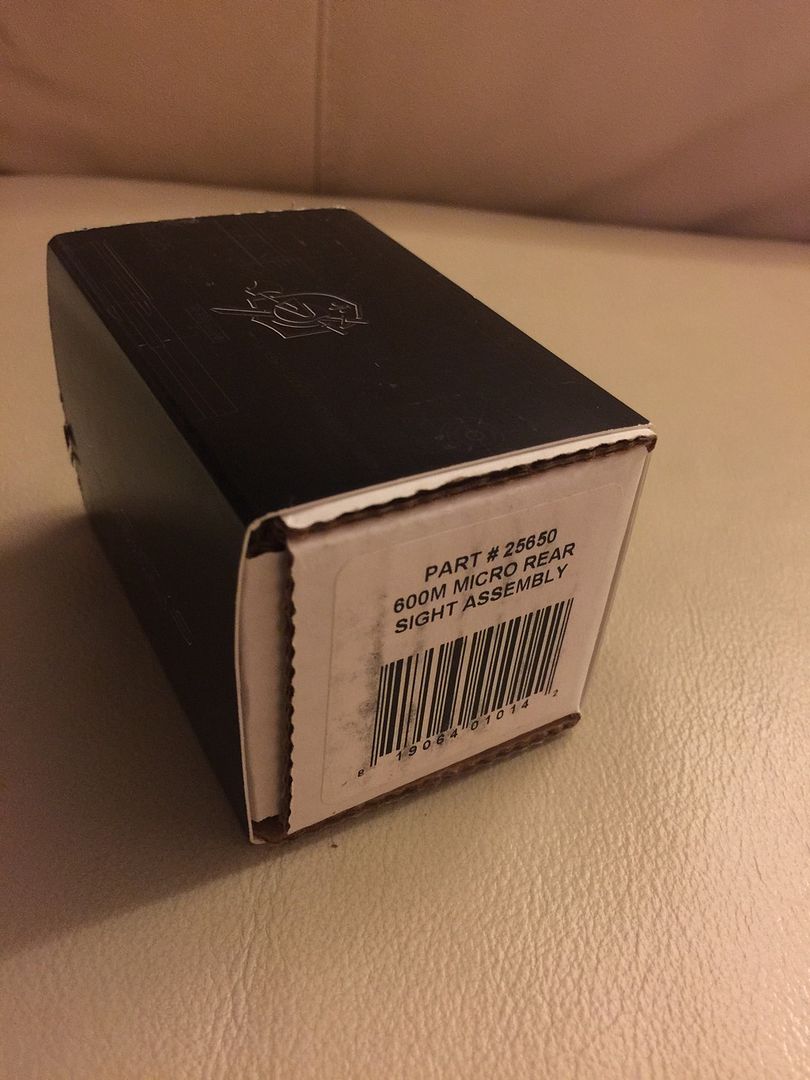 PART # 25650
600M MICRO REAR
SIGHT ASSEMBLY
8 19064 01014 2